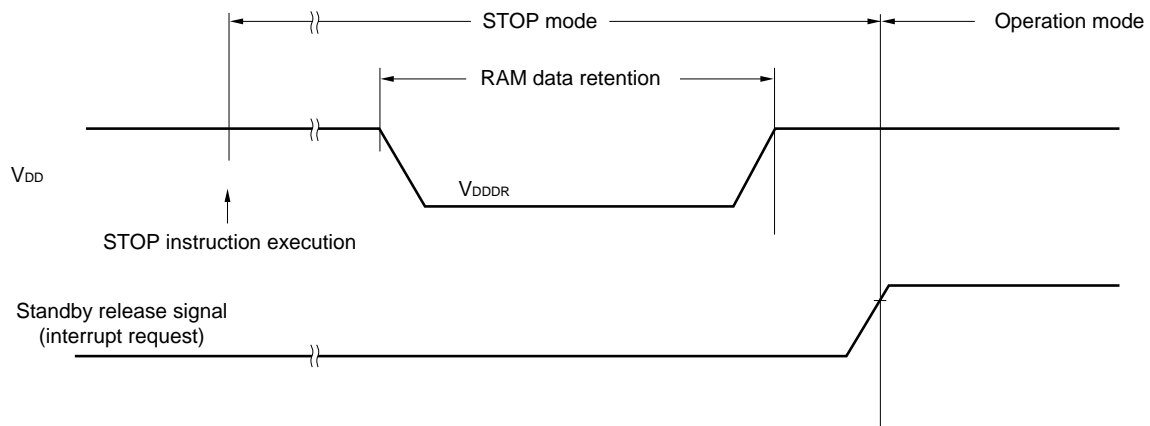 STOP mode
Operation mode
RAM data retention
VDD
VDDDR
STOP instruction execution
Standby release signal
(interrupt request)